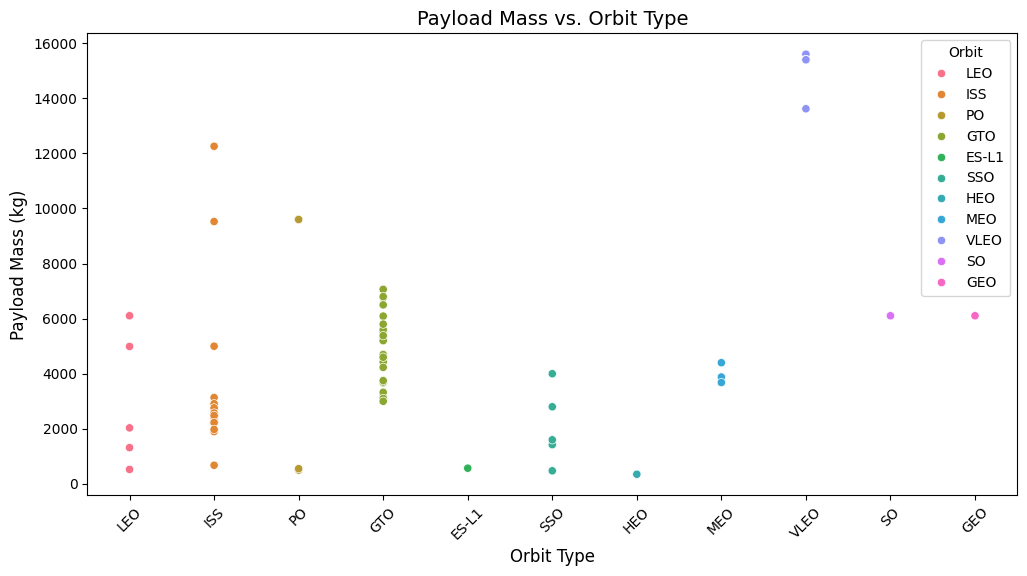 Payload Mass vs. Orbit Type
Payload Mass (kg)
16000
14000
12000
10000
8000
6000
4000
2000
0
LEO
ISS
PO
GTO
ES-L1
SSO
HEO
MEO
VLEO
SO
GEO
Orbit Type
Orbit
LEO
ISS
PO
GTO
ES-L1
SSO
HEO
MEO
VLEO
SO
GEO